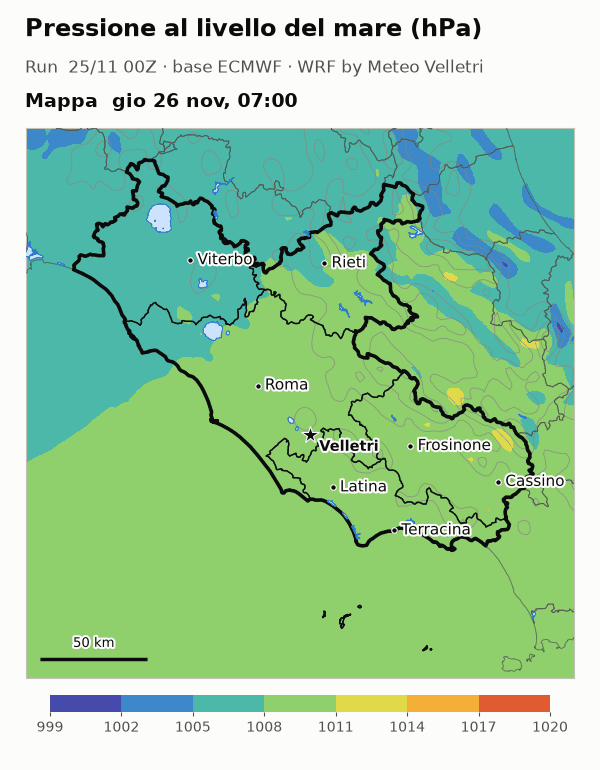 Pressione al livello del mare (hPa)
Run  25/11 00Z · base ECMWF · WRF by Meteo Velletri
Mappa  gio 26 nov, 07:00
Viterbo
Rieti
Roma
Velletri
Frosinone
Cassino
Latina
Terracina
50 km
999 1002 1005 1008 1011 1014 1017 1020